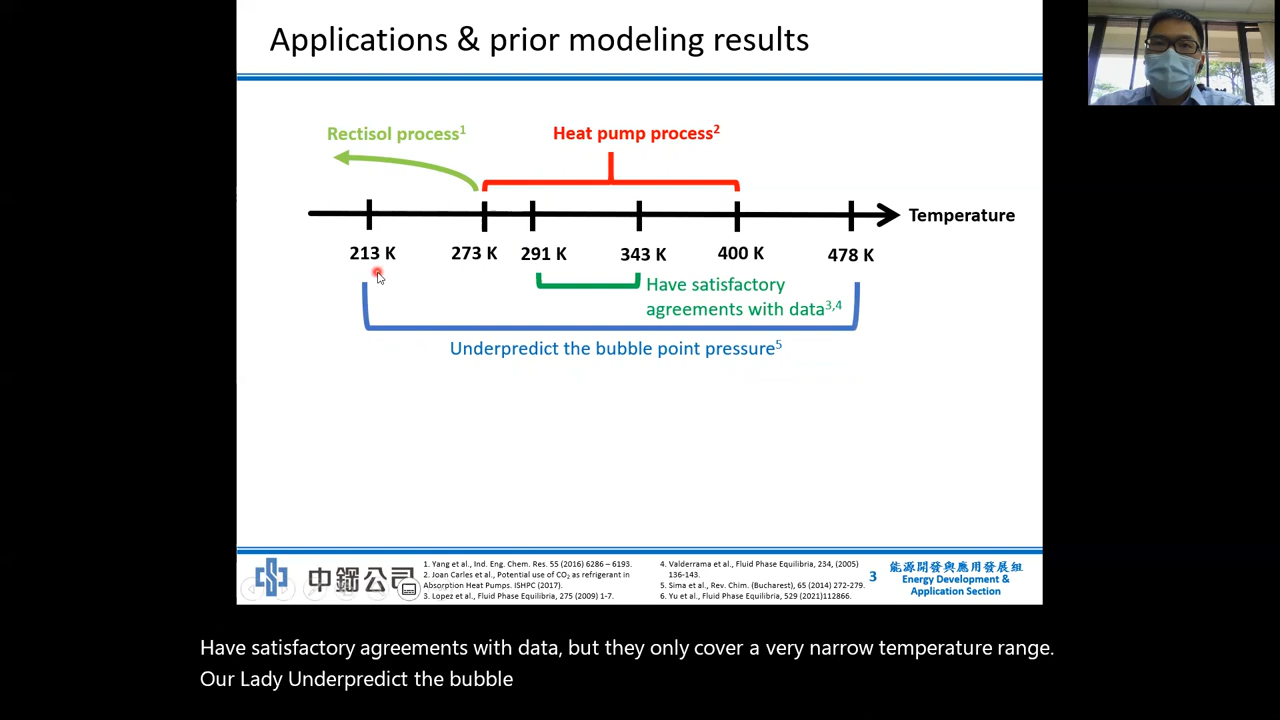 Applications & prior modeling results
Rectisol process1
Heat pump process2
Temperature
213 K
273 K
291 K
343 K
400 K
478 K
Have satisfactory
agreements with data3,4
Underpredict the bubble point pressure5
中鋼公司
1. Yang et al., Ind. Eng. Chem. Res. 55 (2016) 6286 – 6193.
2. Joan Carles et al., Potential use of CO2 as refrigerant in
Absorption Heat Pumps. ISHPC (2017).
3. Lopez et al., Fluid Phase Equilibria, 275 (2009) 1-7.
4. Valderrama et al., Fluid Phase Equilibria, 234, (2005)
136-143.
5. Sima et al., Rev. Chim. (Bucharest), 65 (2014) 272-279.
6. Yu et al., Fluid Phase Equilibria, 529 (2021)112866.
3
能源開發與應用發展組
Energy Development &
Application Section
Have satisfactory agreements with data, but they only cover a very narrow temperature range.
Our Lady Underpredict the bubble